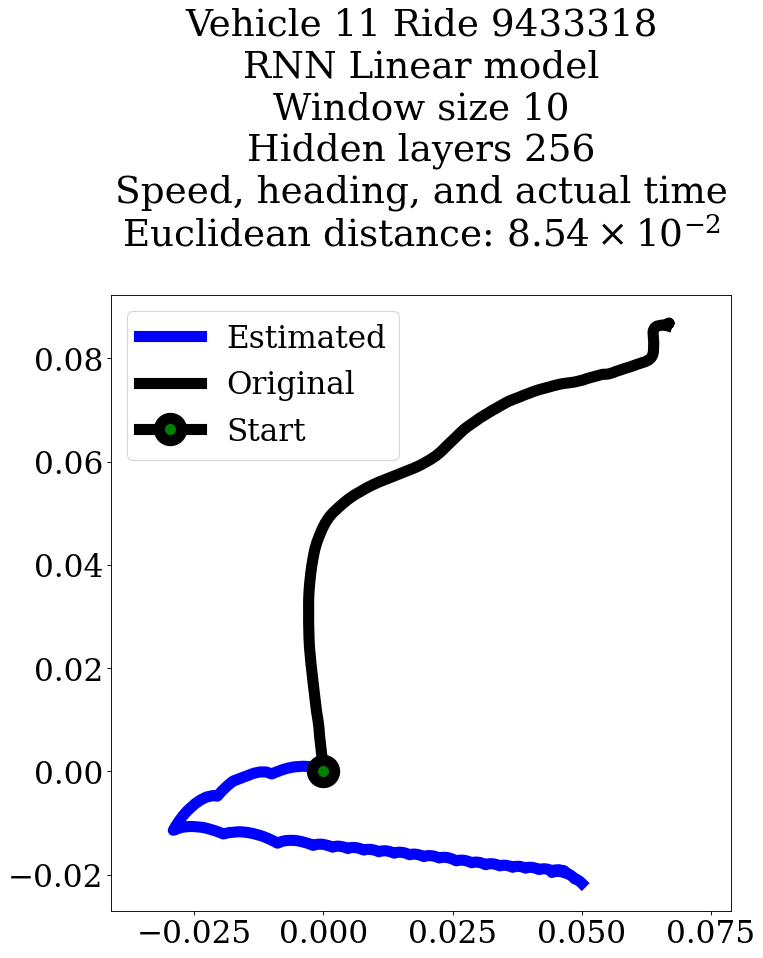 Vehicle 11 Ride 9433318
RNN Linear model
Window size 10
Hidden layers 256
Speed, heading, and actual time
Euclidean distance: 8.54 × 10⁻²
Estimated
Original
Start
0.08
0.06
0.04
0.02
0.00
−0.02
−0.025 0.000 0.025 0.050 0.075